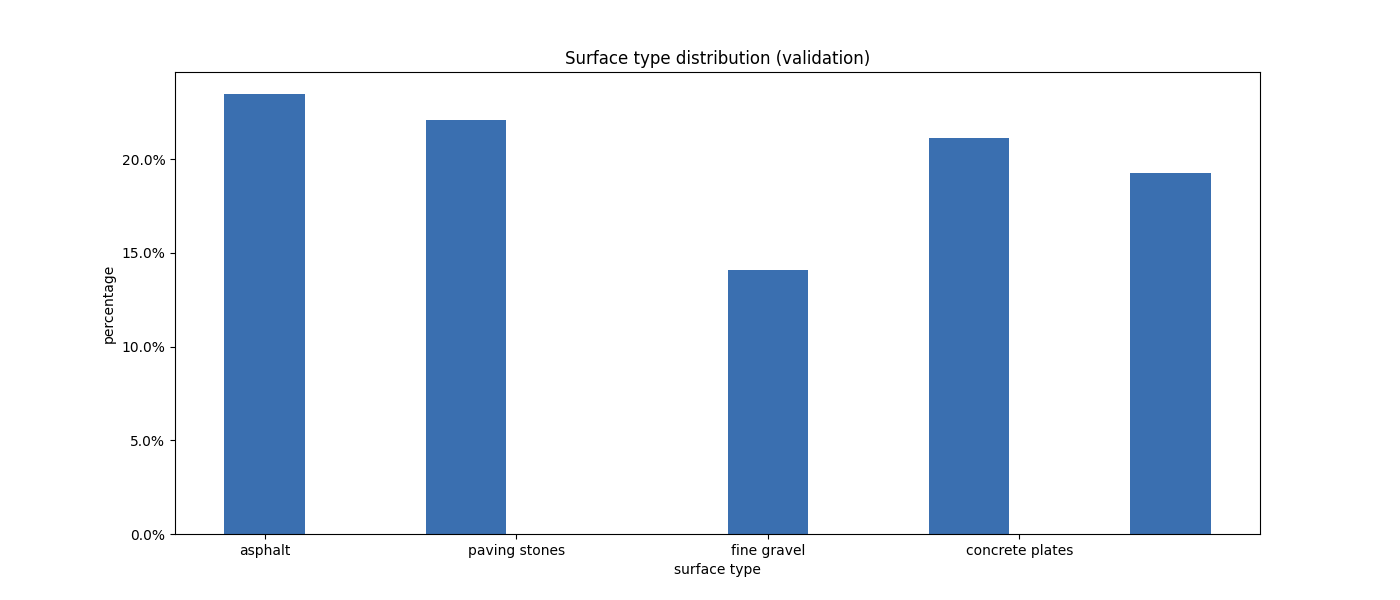 Surface type distribution (validation)
20.0%
15.0%
10.0%
5.0%
0.0%
percentage
asphalt paving stones fine gravel concrete plates
surface type